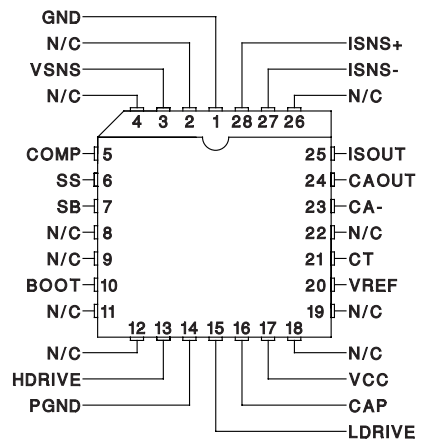 GND
N/C ISNS+
VSNS ISNS-
N/C N/C
4 3 2 1 28 27 26
COMP 5 25 ISOUT
SS 6 24 CAOUT
SB 7 23 CA-
N/C 8 22 N/C
N/C 9 21 CT
BOOT 10 20 VREF
N/C 11 19 N/C
12 13 14 15 16 17 18
N/C N/C
HDRIVE VCC
PGND CAP
LDRIVE